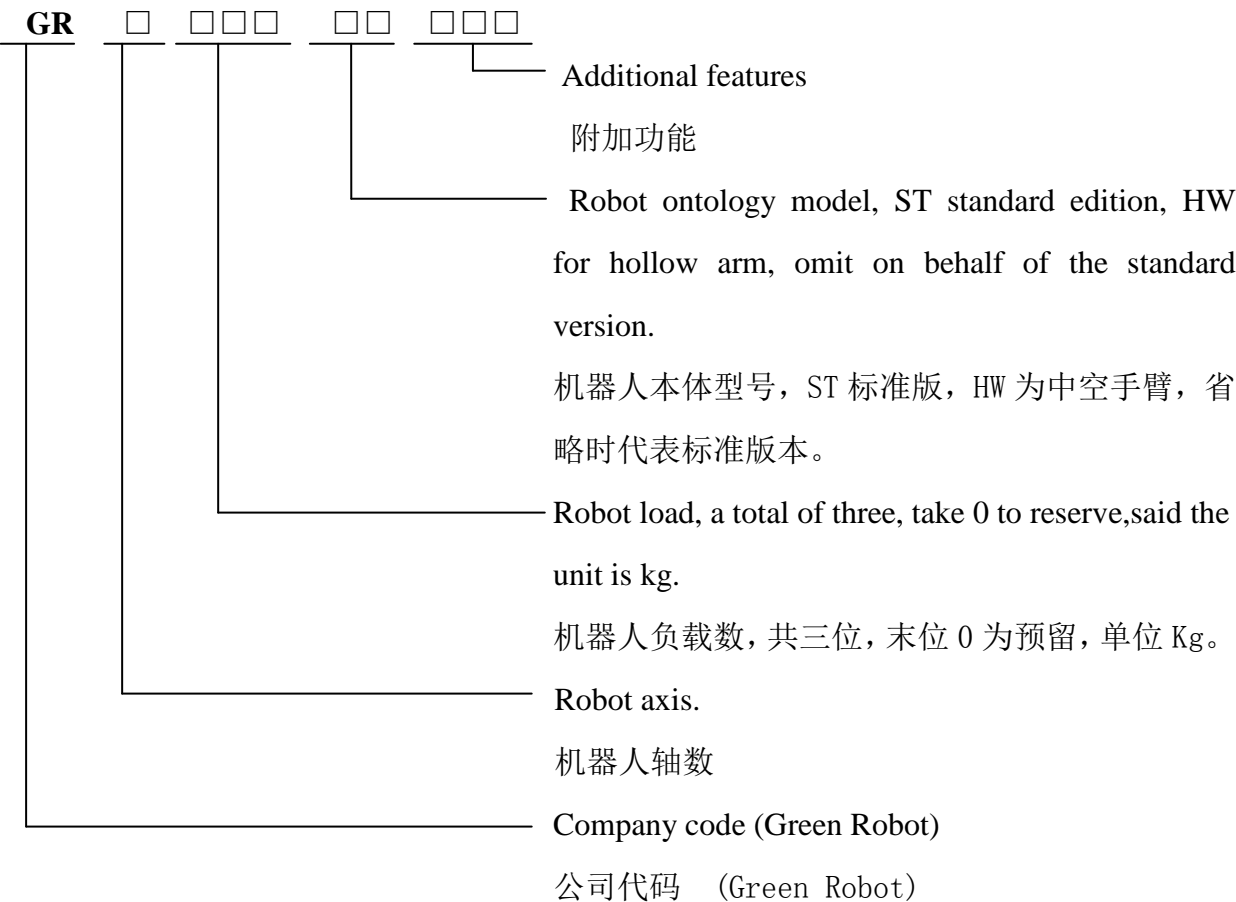 GR □ □□□ □□ □□□
Additional features
附加功能
Robot ontology model, ST standard edition, HW
for hollow arm, omit on behalf of the standard
version.
机器人本体型号，ST 标准版，HW 为中空手臂，省
略时代表标准版本。
Robot load, a total of three, take 0 to reserve,said the
unit is kg.
机器人负载数，共三位，末位 0 为预留，单位 Kg。
Robot axis.
机器人轴数
Company code (Green Robot)
公司代码 (Green Robot)